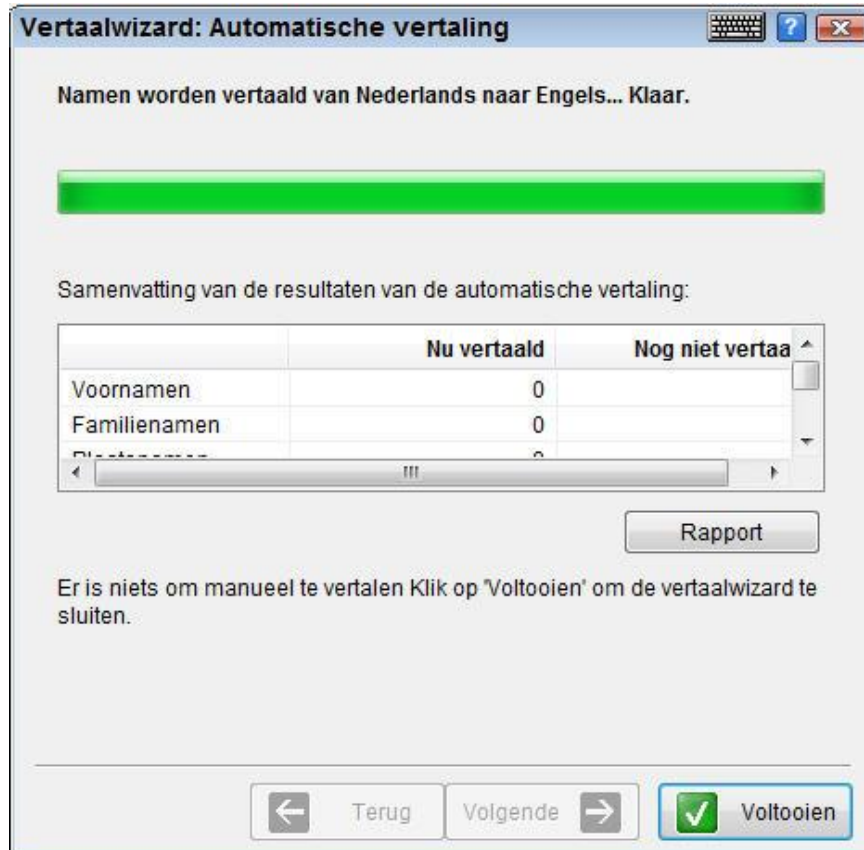 Vertaalwizard: Automatische vertaling
Namen worden vertaald van Nederlands naar Engels... Klaar.
Samenvatting van de resultaten van de automatische vertaling:
Nu vertaald Nog niet vertaa
Voornamen 0
Familienamen 0
Rapport
Er is niets om manueel te vertalen Klik op 'Voltooien' om de vertaalwizard te
sluiten.
Terug Volgende Voltooien